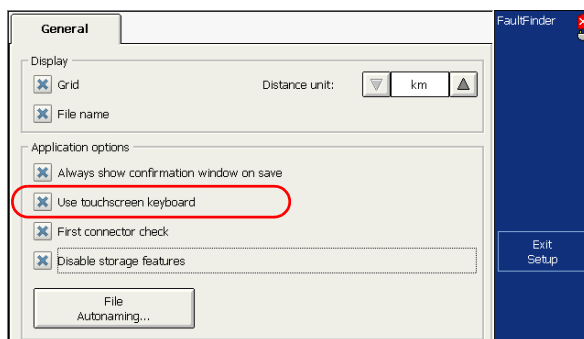 General
FaultFinder
Display
Grid
Distance unit:
km
File name
Application options
Always show confirmation window on save
Use touchscreen keyboard
First connector check
Disable storage features
Exit
Setup
File
Autonaming...